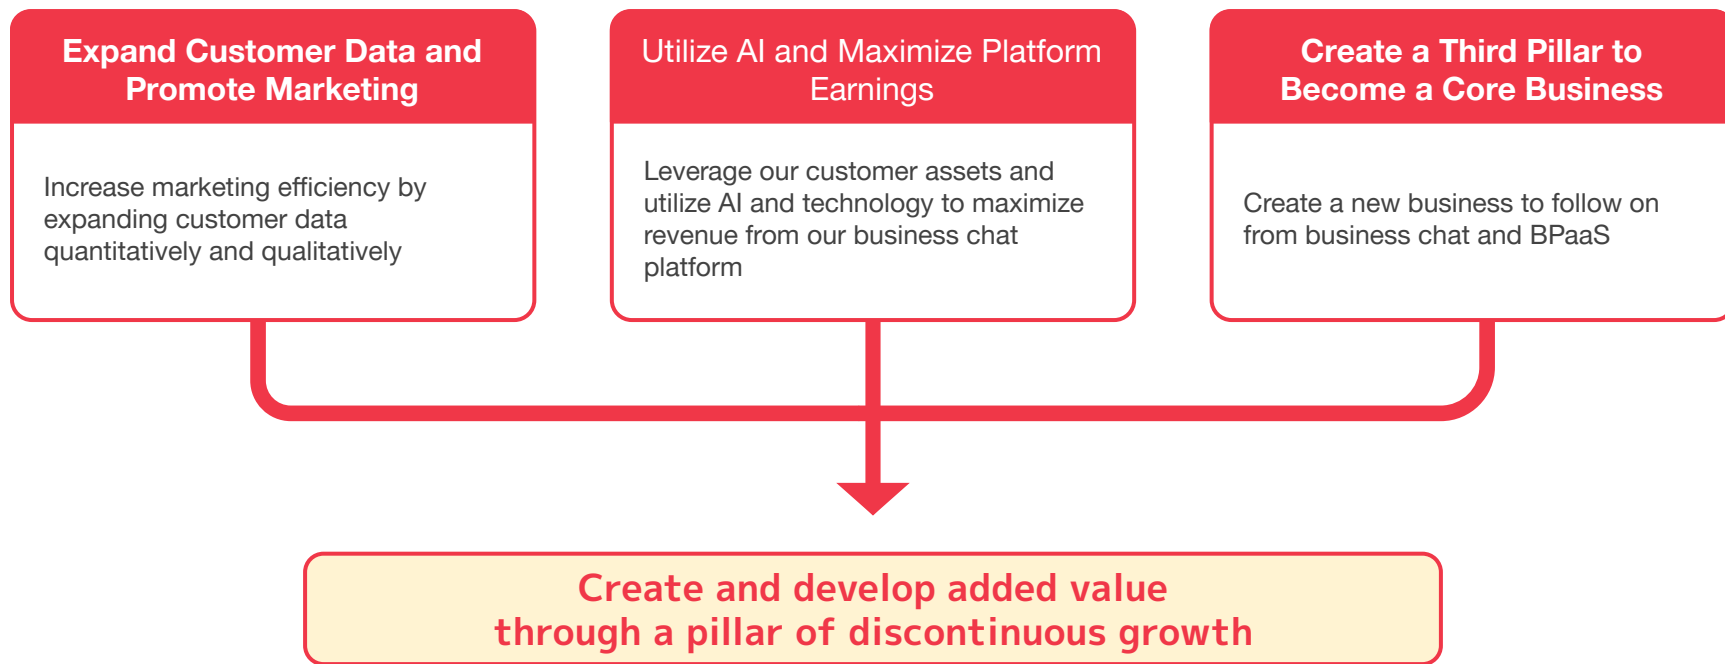 Expand Customer Data and
Promote Marketing
Increase marketing efficiency by
expanding customer data
quantitatively and qualitatively
Utilize AI and Maximize Platform
Earnings
Leverage our customer assets and
utilize AI and technology to maximize
revenue from our business chat
platform
Create a Third Pillar to
Become a Core Business
Create a new business to follow on
from business chat and BPaaS
Create and develop added value
through a pillar of discontinuous growth